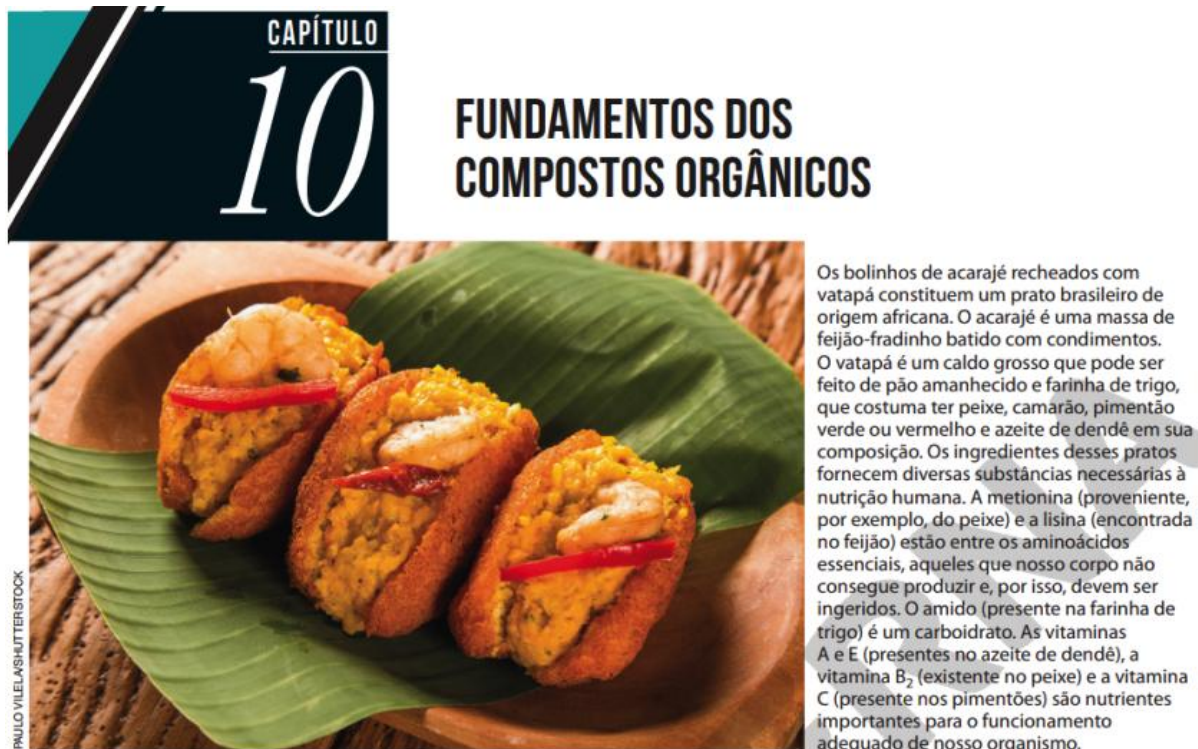 CAPÍTULO
10
FUNDAMENTOS DOS
COMPOSTOS ORGÂNICOS
Os bolinhos de acarajé recheados com
vatapá constituem um prato brasileiro de
origem africana. O acarajé é uma massa de
feijão-fradinho batido com condimentos.
O vatapá é um caldo grosso que pode ser
feito de pão amanhecido e farinha de trigo,
que costuma ter peixe, camarão, pimentão
verde ou vermelho e azeite de dendê em sua
composição. Os ingredientes desses pratos
fornecem diversas substâncias necessárias à
nutrição humana. A metionina (proveniente,
por exemplo, do peixe) e a lisina (encontrada
no feijão) estão entre os aminoácidos
essenciais, aqueles que nosso corpo não
consegue produzir e, por isso, devem ser
ingeridos. O amido (presente na farinha de
trigo) é um carboidrato. As vitaminas
A e E (presentes no azeite de dendê), a
vitamina B₂ (existente no peixe) e a vitamina
C (presente nos pimentões) são nutrientes
importantes para o funcionamento
adequado de nosso organismo.
PAULO VILELA/SHUTTERSTOCK